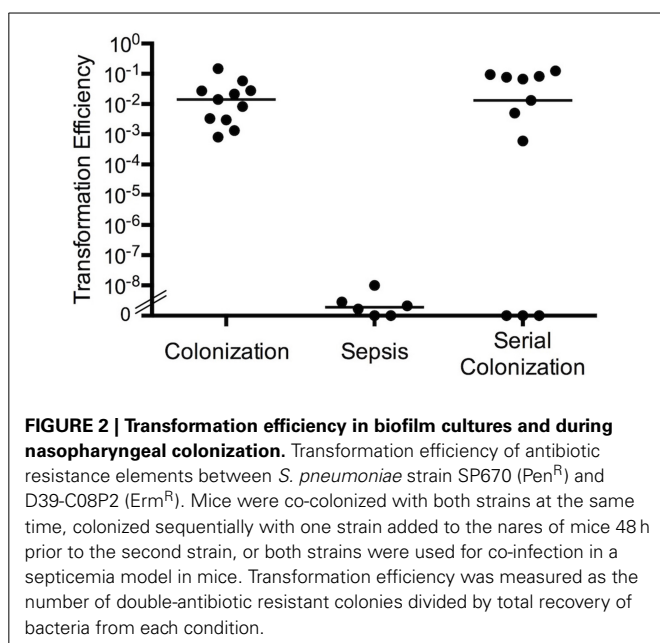 10⁰
10⁻¹
10⁻²
10⁻³
10⁻⁴
10⁻⁵
10⁻⁶
10⁻⁷
10⁻⁸
0
Transformation Efficiency
Colonization
Sepsis
Serial
Colonization
FIGURE 2 | Transformation efficiency in biofilm cultures and during
nasopharyngeal colonization. Transformation efficiency of antibiotic
resistance elements between S. pneumoniae strain SP670 (Penᴿ) and
D39-C08P2 (Ermᴿ). Mice were co-colonized with both strains at the same
time, colonized sequentially with one strain added to the nares of mice 48 h
prior to the second strain, or both strains were used for co-infection in a
septicemia model in mice. Transformation efficiency was measured as the
number of double-antibiotic resistant colonies divided by total recovery of
bacteria from each condition.